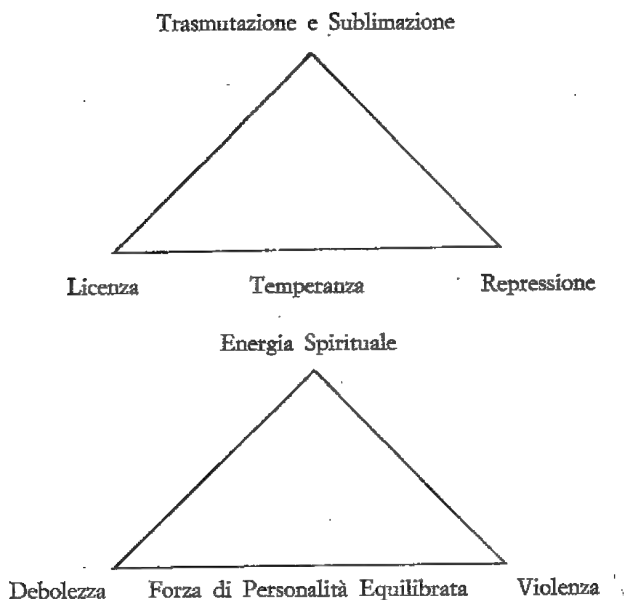 Trasmutazione e Sublimazione
Licenza Temperanza Repressione
Energia Spirituale
Debolezza Forza di Personalità Equilibrata Violenza